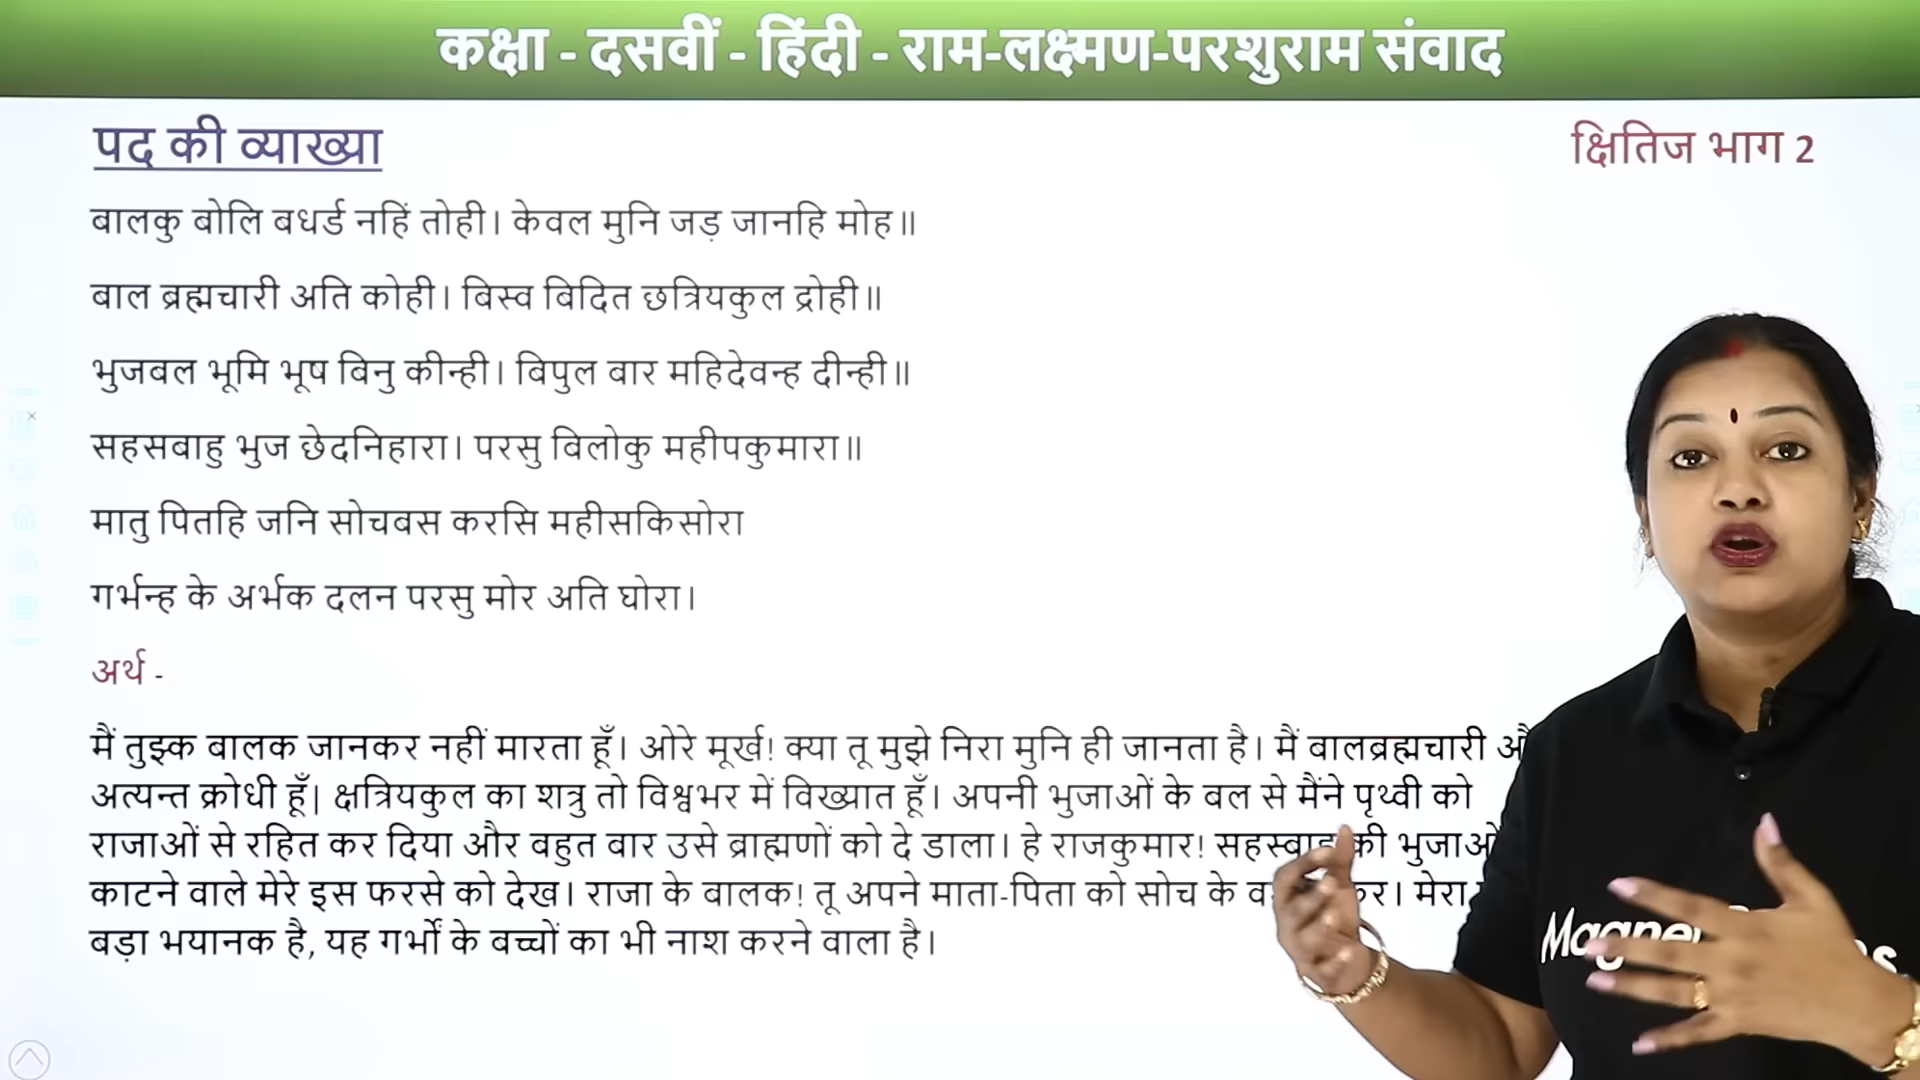 कक्षा - दसवीं - हिंदी - राम-लक्ष्मण-परशुराम संवाद
पद की व्याख्या
क्षितिज भाग 2
बालकु बोलि बधर्ड नहिं तोही। केवल मुनि जड़ जानहि मोह॥
बाल ब्रह्मचारी अति कोही। बिस्व बिदित छत्रियकुल द्रोही॥
भुजबल भूमि भूष बिनु कीन्ही। बिपुल बार महिदेवन्ह दीन्ही॥
सहसबाहु भुज छेदनिहारा। परसु बिलोकु महीपकुमारा॥
मातु पितहि जनि सोचबस करसि महीसकिसोरा
गर्भन्ह के अर्भक दलन परसु मोर अति घोरा।
अर्थ -
मैं तुझ्क बालक जानकर नहीं मारता हूँ। ओरे मूर्ख! क्या तू मुझे निरा मुनि ही जानता है। मैं बालब्रह्मचारी
अत्यन्त क्रोधी हूँ| क्षत्रियकुल का शत्रु तो विश्वभर में विख्यात हूँ। अपनी भुजाओं के बल से मैंने पृथ्वी को
राजाओं से रहित कर दिया और बहुत बार उसे ब्राह्मणों को दे डाला। हे राजकुमार! सहस्बाहु की भुजाओं
काटने वाले मेरे इस फरसे को देख। राजा के बालक! तू अपने माता-पिता को सोच के कर। मेरा
बड़ा भयानक है, यह गर्भों के बच्चों का भी नाश करने वाला है।